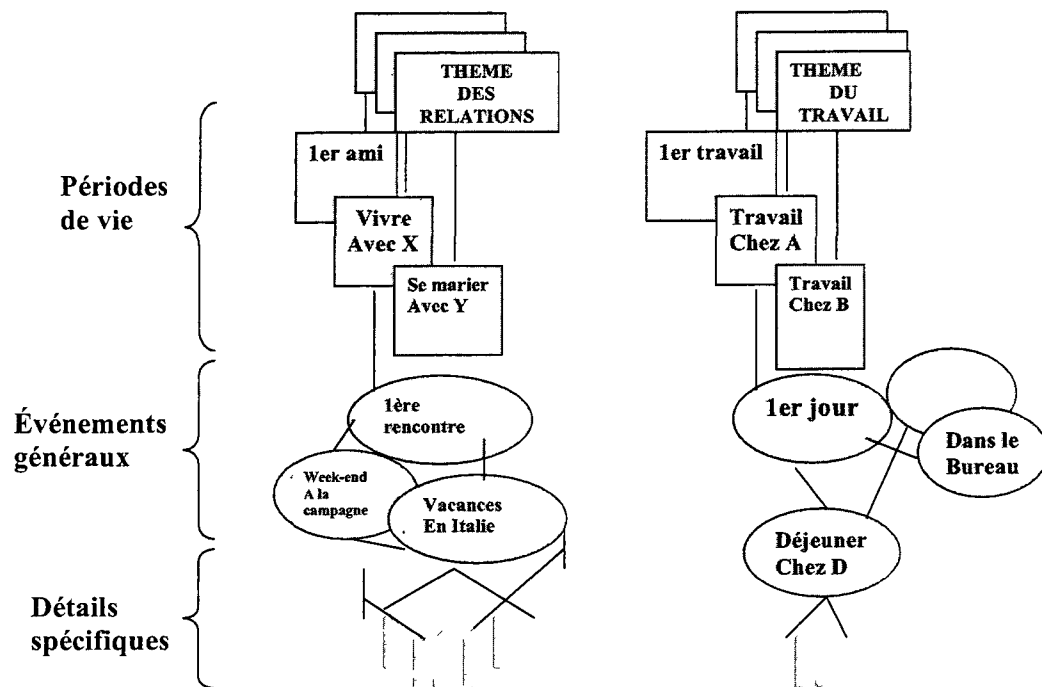 THEME
DES
RELATIONS
THEME
DU
TRAVAIL
Périodes
de vie
1er ami
1er travail
Vivre
Avec X
Travail
Chez A
Se marier
Avec Y
Travail
Chez B
Événements
généraux
1ère
rencontre
1er jour
Dans le
Bureau
Week-end
A la
campagne
Vacances
En Italie
Déjeuner
Chez D
Détails
spécifiques